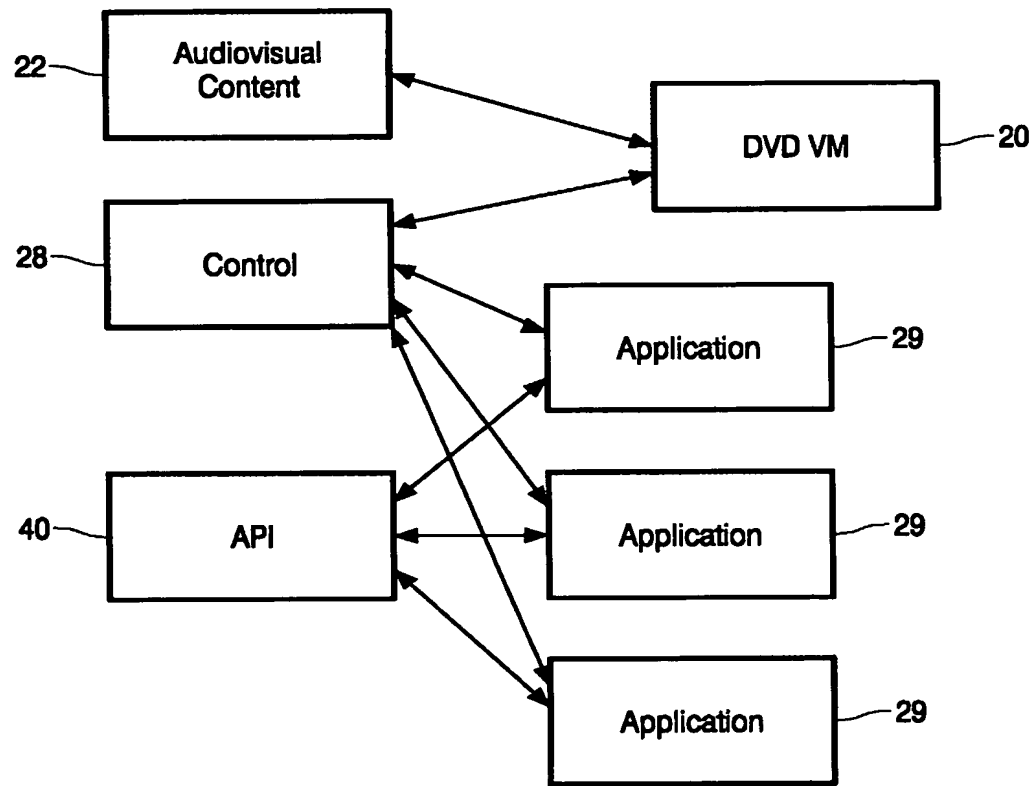 22
Audiovisual
Content
DVD VM
20
28
Control
Application
29
40
API
Application
29
Application
29